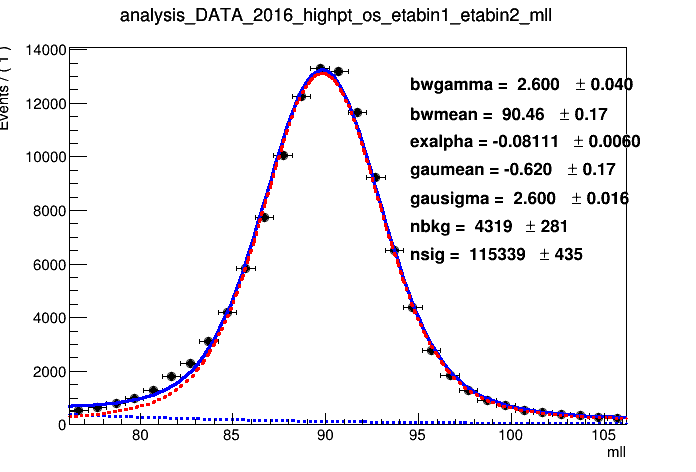 analysis_DATA_2016_highpt_os_etabin1_etabin2_mll
Events / ( 1 )
14000
12000
10000
8000
6000
4000
2000
0
bwgamma = 2.600 ± 0.040
bwmean = 90.46 ± 0.17
exalpha = -0.08111 ± 0.0060
gaumean = -0.620 ± 0.17
gausigma = 2.600 ± 0.016
nbkg = 4319 ± 281
nsig = 115339 ± 435
80 85 90 95 100 105
mll